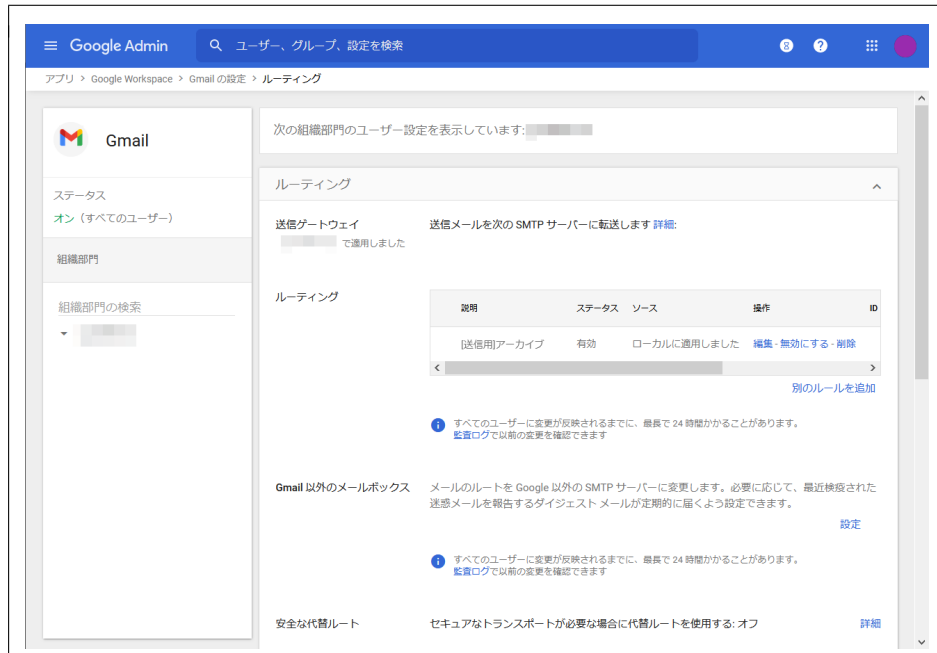 Google Admin
ユーザー、グループ、設定を検索
アプリ > Google Workspace > Gmail の設定 > ルーティング
Gmail
ステータス
オン（すべてのユーザー）
組織部門
組織部門の検索
次の組織部門のユーザー設定を表示しています:
ルーティング
送信ゲートウェイ
で適用しました
送信メールを次の SMTP サーバーに転送します 詳細:
ルーティング
説明 ステータス ソース 操作 ID
[送信用]アーカイブ 有効 ローカルに適用しました 編集 - 無効にする - 削除
別のルールを追加
すべてのユーザーに変更が反映されるまでに、最長で 24 時間かかることがあります。
監査ログで以前の変更を確認できます
Gmail 以外のメールボックス
メールのルートを Google 以外の SMTP サーバーに変更します。必要に応じて、最近検疫された
迷惑メールを報告するダイジェスト メールが定期的に届くよう設定できます。
設定
すべてのユーザーに変更が反映されるまでに、最長で 24 時間かかることがあります。
監査ログで以前の変更を確認できます
安全な代替ルート
セキュアなトランスポートが必要な場合に代替ルートを使用する: オフ
詳細